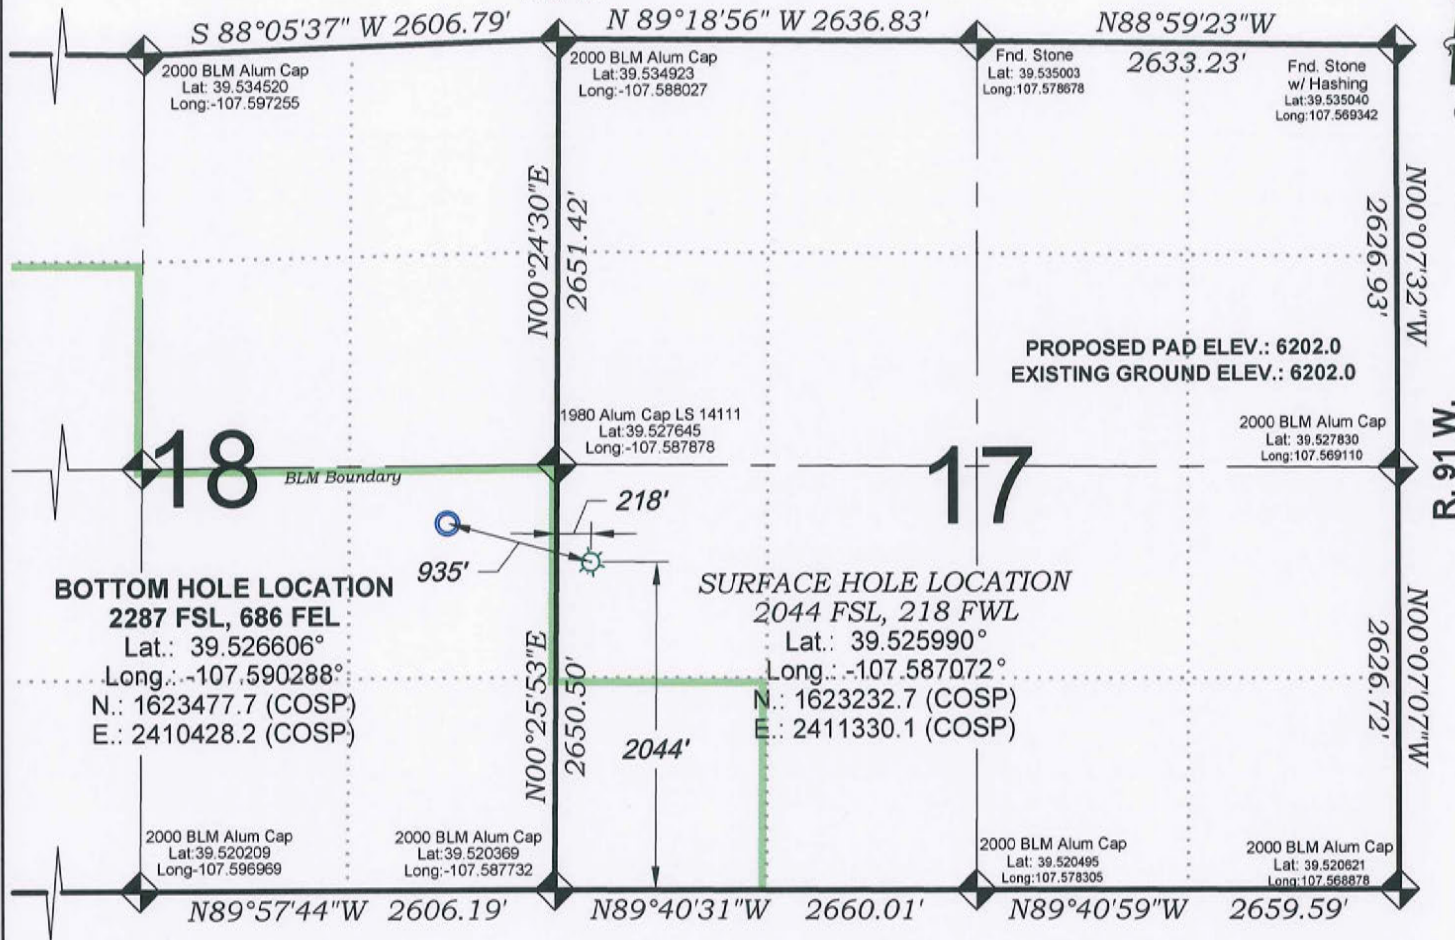 S 88°05'37" W 2606.79'
N 89°18'56" W 2636.83'
N88°59'23"W
2633.23'
2000 BLM Alum Cap
Lat: 39.534520
Long:-107.597255
2000 BLM Alum Cap
Lat:39.534923
Long:-107.588027
Fnd. Stone
Lat: 39.535003
Long:107.578678
Fnd. Stone
w/ Hashing
Lat:39.535040
Long:107.569342
N00°24'30"E
2651.42'
2626.93'
N00°07'32"W
PROPOSED PAD ELEV.: 6202.0
EXISTING GROUND ELEV.: 6202.0
1980 Alum Cap LS 14111
Lat:39.527645
Long:-107.587878
2000 BLM Alum Cap
Lat: 39.527830
Long:107.569110
R. 91 W.
18
BLM Boundary
17
218'
935'
BOTTOM HOLE LOCATION
2287 FSL, 686 FEL
Lat.: 39.526606°
Long.: -107.590288°
N.: 1623477.7 (COSP)
E.: 2410428.2 (COSP)
SURFACE HOLE LOCATION
2044 FSL, 218 FWL
Lat.: 39.525990°
Long.: -107.587072°
N.: 1623232.7 (COSP)
E.: 2411330.1 (COSP)
N00°25'53"E
2650.50'
2044'
2626.72'
N00°07'07"W
2000 BLM Alum Cap
Lat:39.520209
Long-107.596969
2000 BLM Alum Cap
Lat:39.520369
Long:-107.587732
2000 BLM Alum Cap
Lat: 39.520495
Long:107.578305
2000 BLM Alum Cap
Lat: 39.520621
Long:107.568878
N89°57'44"W 2606.19'
N89°40'31"W 2660.01'
N89°40'59"W 2659.59'